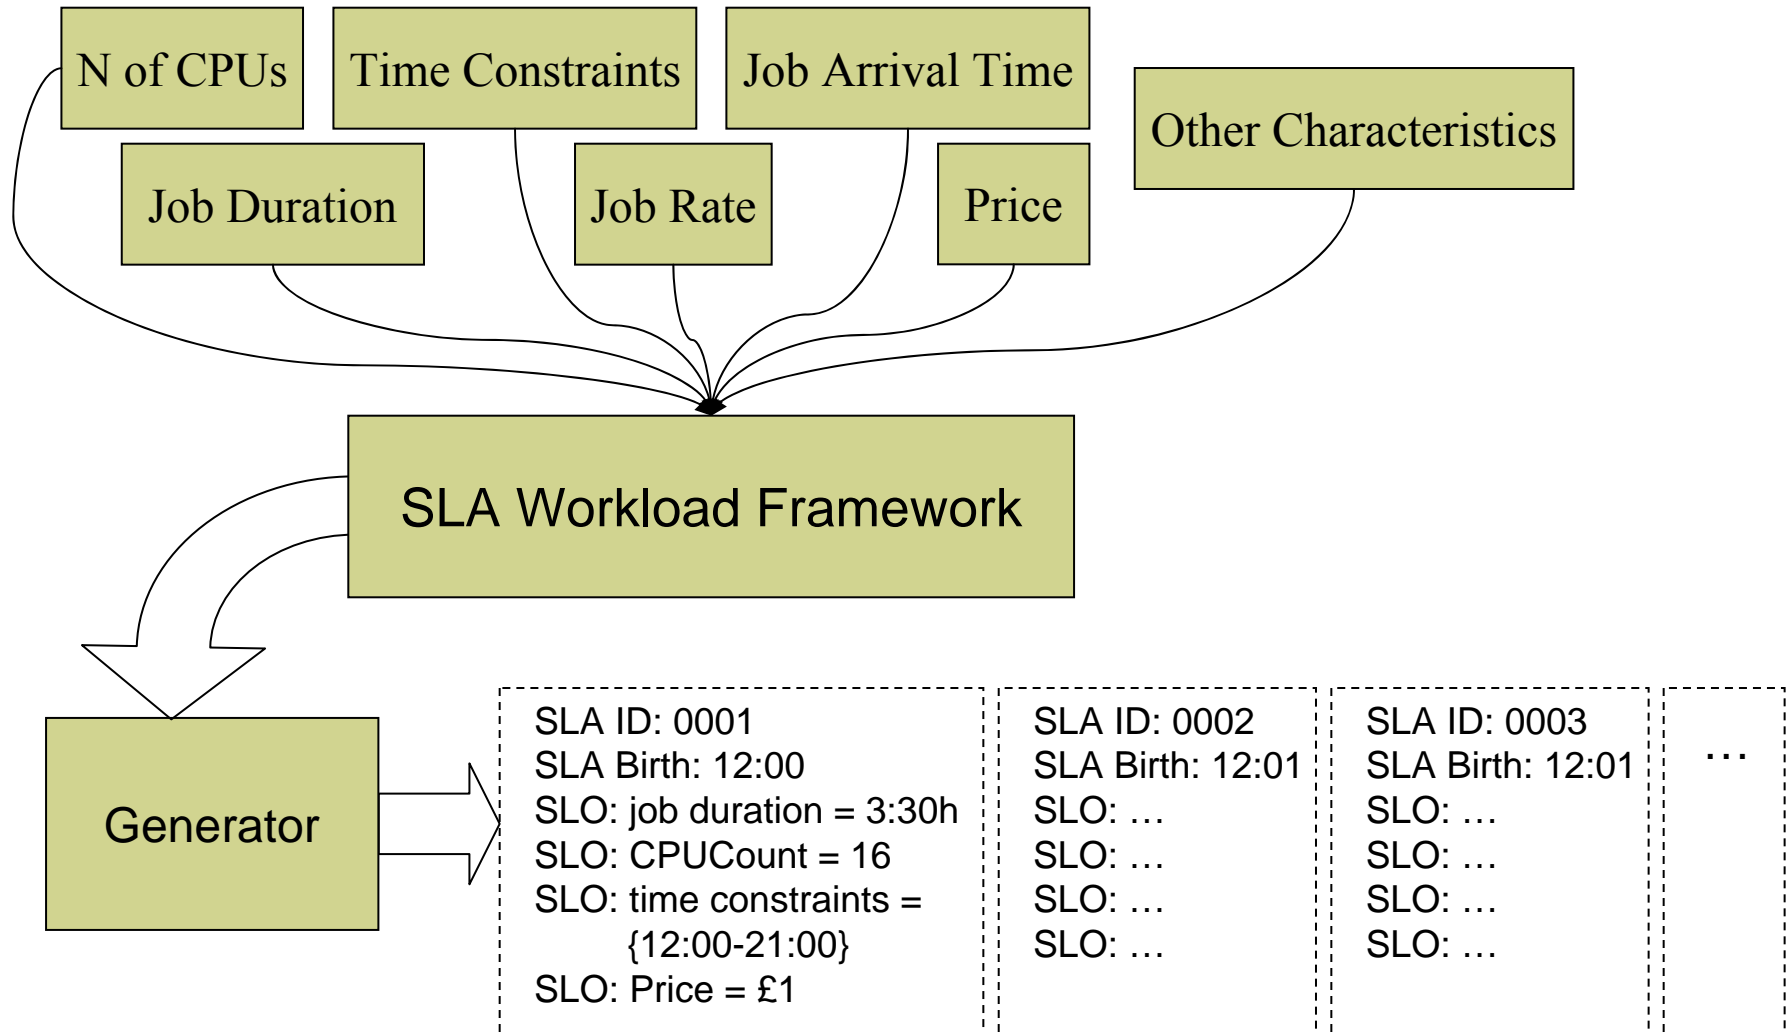 N of CPUs
Time Constraints
Job Arrival Time
Other Characteristics
Job Duration
Job Rate
Price
SLA Workload Framework
Generator
SLA ID: 0001
SLA Birth: 12:00
SLO: job duration = 3:30h
SLO: CPUCount = 16
SLO: time constraints =
{12:00-21:00}
SLO: Price = £1
SLA ID: 0002
SLA Birth: 12:01
SLO: …
SLO: …
SLO: …
SLO: …
SLA ID: 0003
SLA Birth: 12:01
SLO: …
SLO: …
SLO: …
SLO: …
…